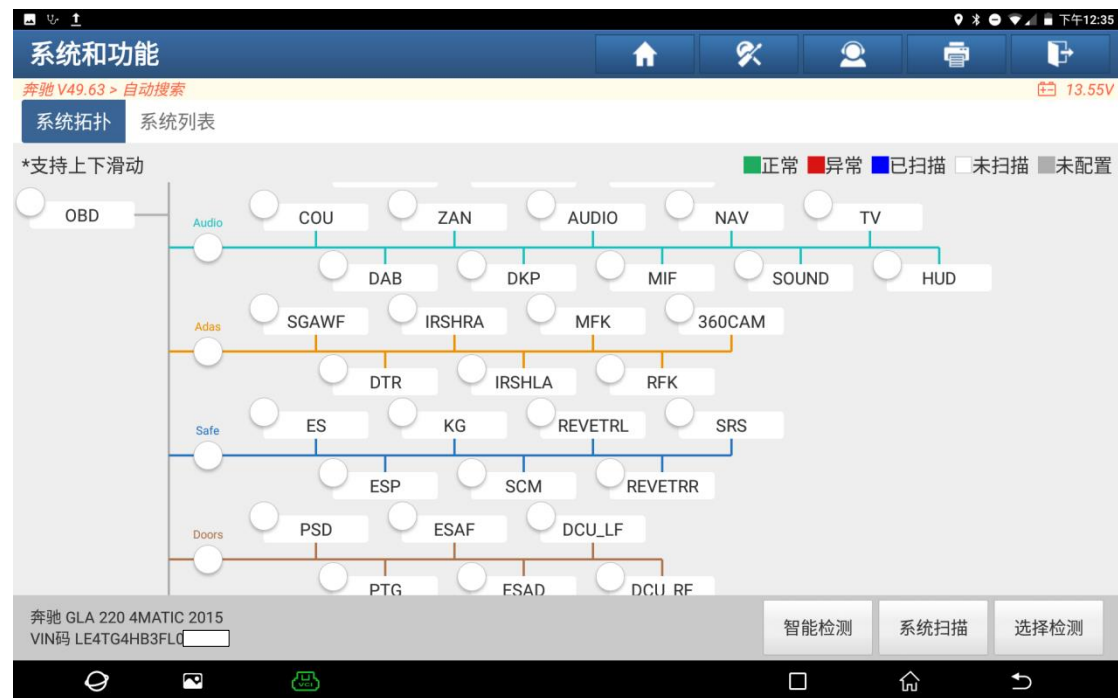 下午12:35
系统和功能
奔驰 V49.63 > 自动搜索
13.55V
系统拓扑 系统列表
*支持上下滑动
正常 异常 已扫描 未扫描 未配置
OBD
Audio
COU ZAN AUDIO NAV TV
DAB DKP MIF SOUND HUD
Adas
SGAWF IRSHRA MFK 360CAM
DTR IRSHLA RFK
Safe
ES KG REVETRL SRS
ESP SCM REVETRR
Doors
PSD ESAF DCU_LF
PTG ESAD DCU_RF
奔驰 GLA 220 4MATIC 2015
VIN码 LE4TG4HB3FL0
智能检测 系统扫描 选择检测
VCI